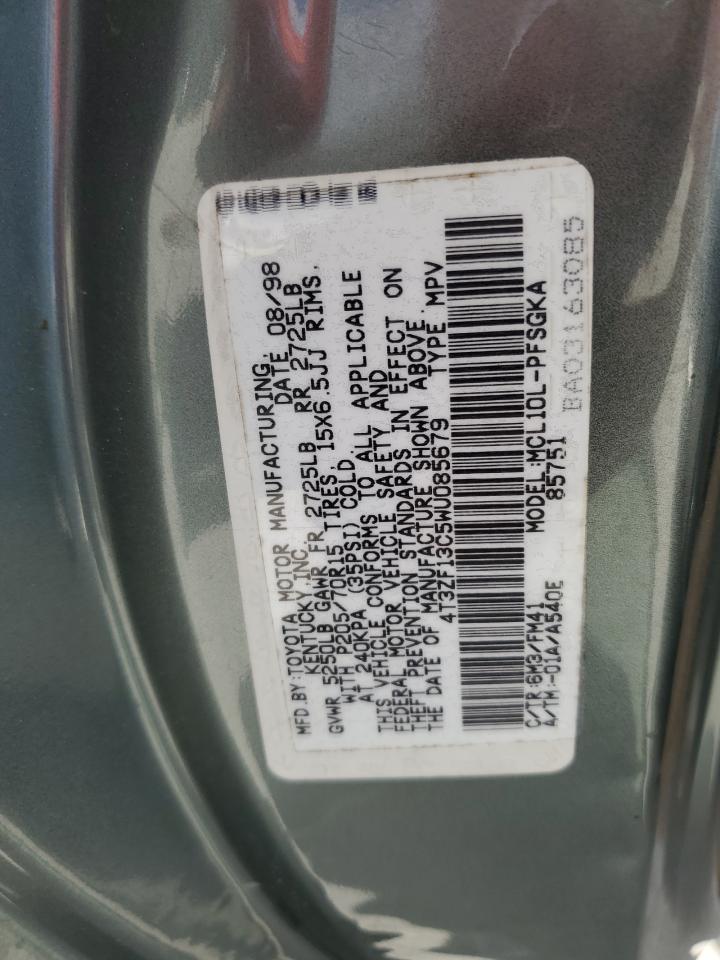 MFD.BY:TOYOTA MOTOR MANUFACTURING,
KENTUCKY,INC. DATE 08/98
GVWR 5250LB GAWR FR 2725LB RR 2725LB
WITH P205/70R15 TIRES, 15X6.5JJ RIMS,
AT 240KPA (35PSI) COLD.
THIS VEHICLE CONFORMS TO ALL APPLICABLE
FEDERAL MOTOR VEHICLE SAFETY AND
THEFT PREVENTION STANDARDS IN EFFECT ON
THE DATE OF MANUFACTURE SHOWN ABOVE.
4T3ZF13C5WU085679 TYPE MPV
C/TR:6M3/FM41 MODEL:MCL10L-PFSGKA
A/TM:-01A/A540E 85751
BA03163085